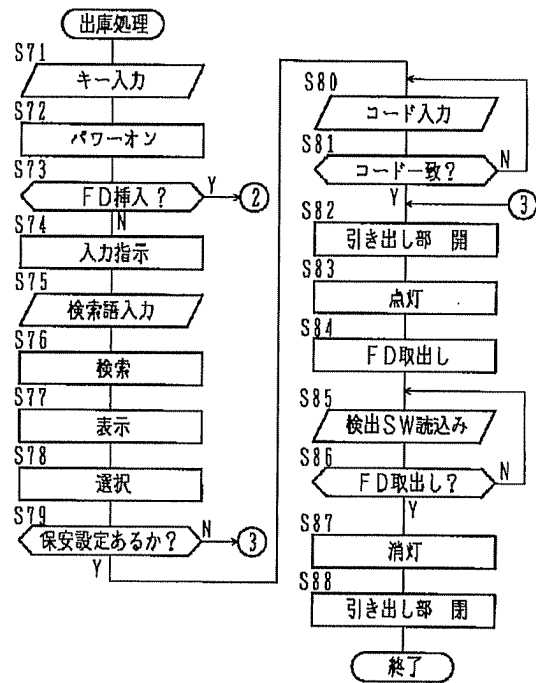 出庫処理
S71
キー入力
S72
パワーオン
S73
FD挿入？
Y
②
N
S74
入力指示
S75
検索語入力
S76
検索
S77
表示
S78
選択
S79
保安設定あるか？
N
③
Y
S80
コード入力
S81
コード一致？
N
Y
③
S82
引き出し部 開
S83
点灯
S84
FD取出し
S85
検出SW読込み
S86
FD取出し？
N
Y
S87
消灯
S88
引き出し部 閉
終了